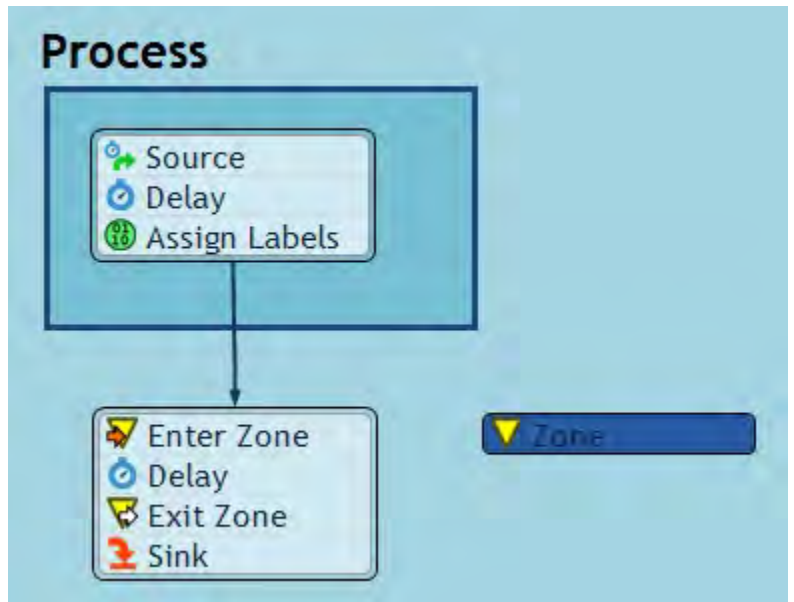 Process
Source
Delay
Assign Labels
Enter Zone
Zone
Delay
Exit Zone
Sink